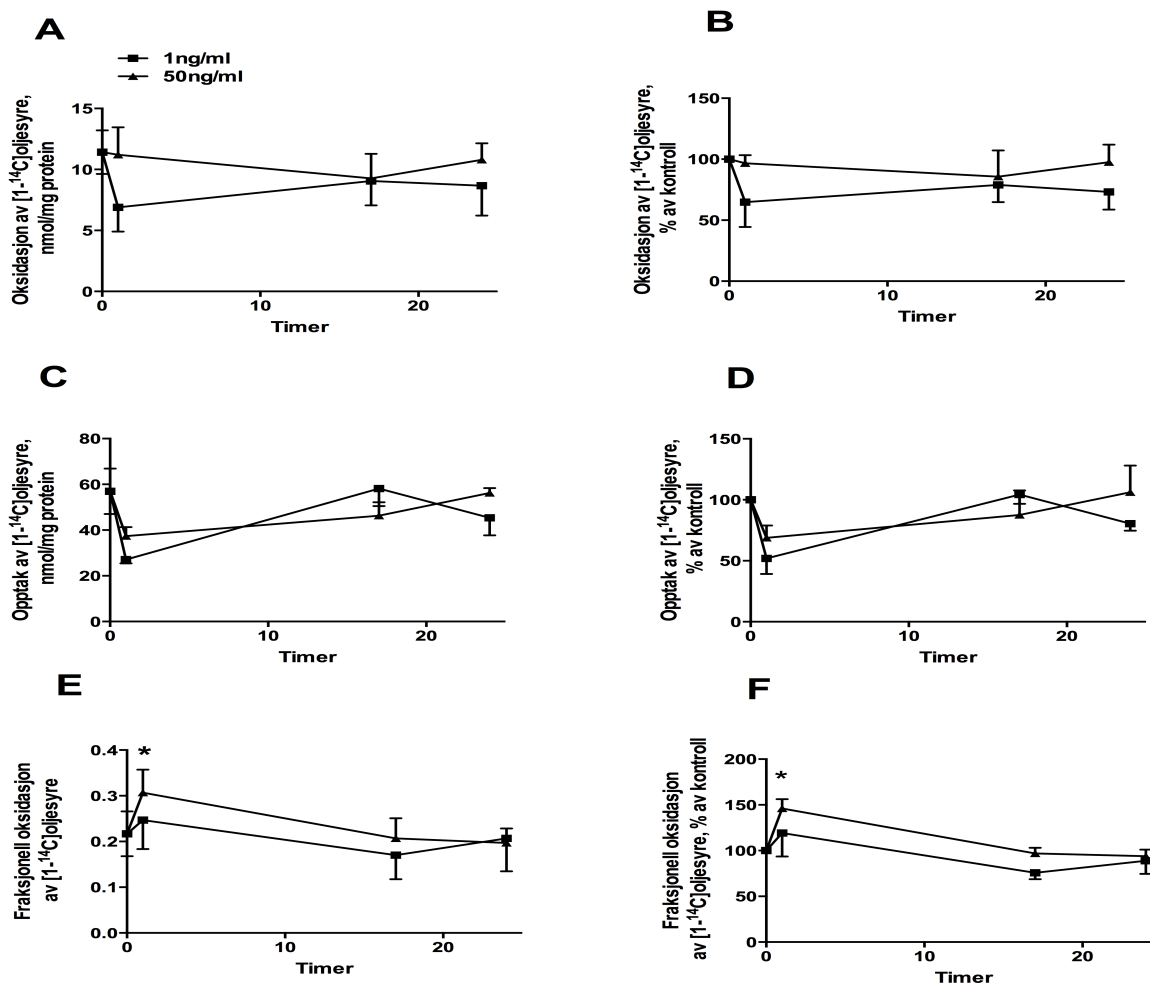 A
1ng/ml
50ng/ml
Oksidasjon av [1-¹⁴C]oljesyre,
nmol/mg protein
15
10
5
0
0 10 20
Timer
B
Oksidasjon av [1-¹⁴C]oljesyre,
% av kontroll
150
100
50
0
0 10 20
Timer
C
Opptak av [1-¹⁴C]oljesyre,
nmol/mg protein
80
60
40
20
0
0 10 20
Timer
D
Opptak av [1-¹⁴C]oljesyre,
% av kontroll
150
100
50
0
0 10 20
Timer
E
Fraksjonell oksidasjon
av [1-¹⁴C]oljesyre
0.4
0.3
0.2
0.1
0.0
*
0 10 20
Timer
F
Fraksjonell oksidasjon
av [1-¹⁴C]oljesyre, % av kontroll
200
150
100
50
0
*
0 10 20
Timer